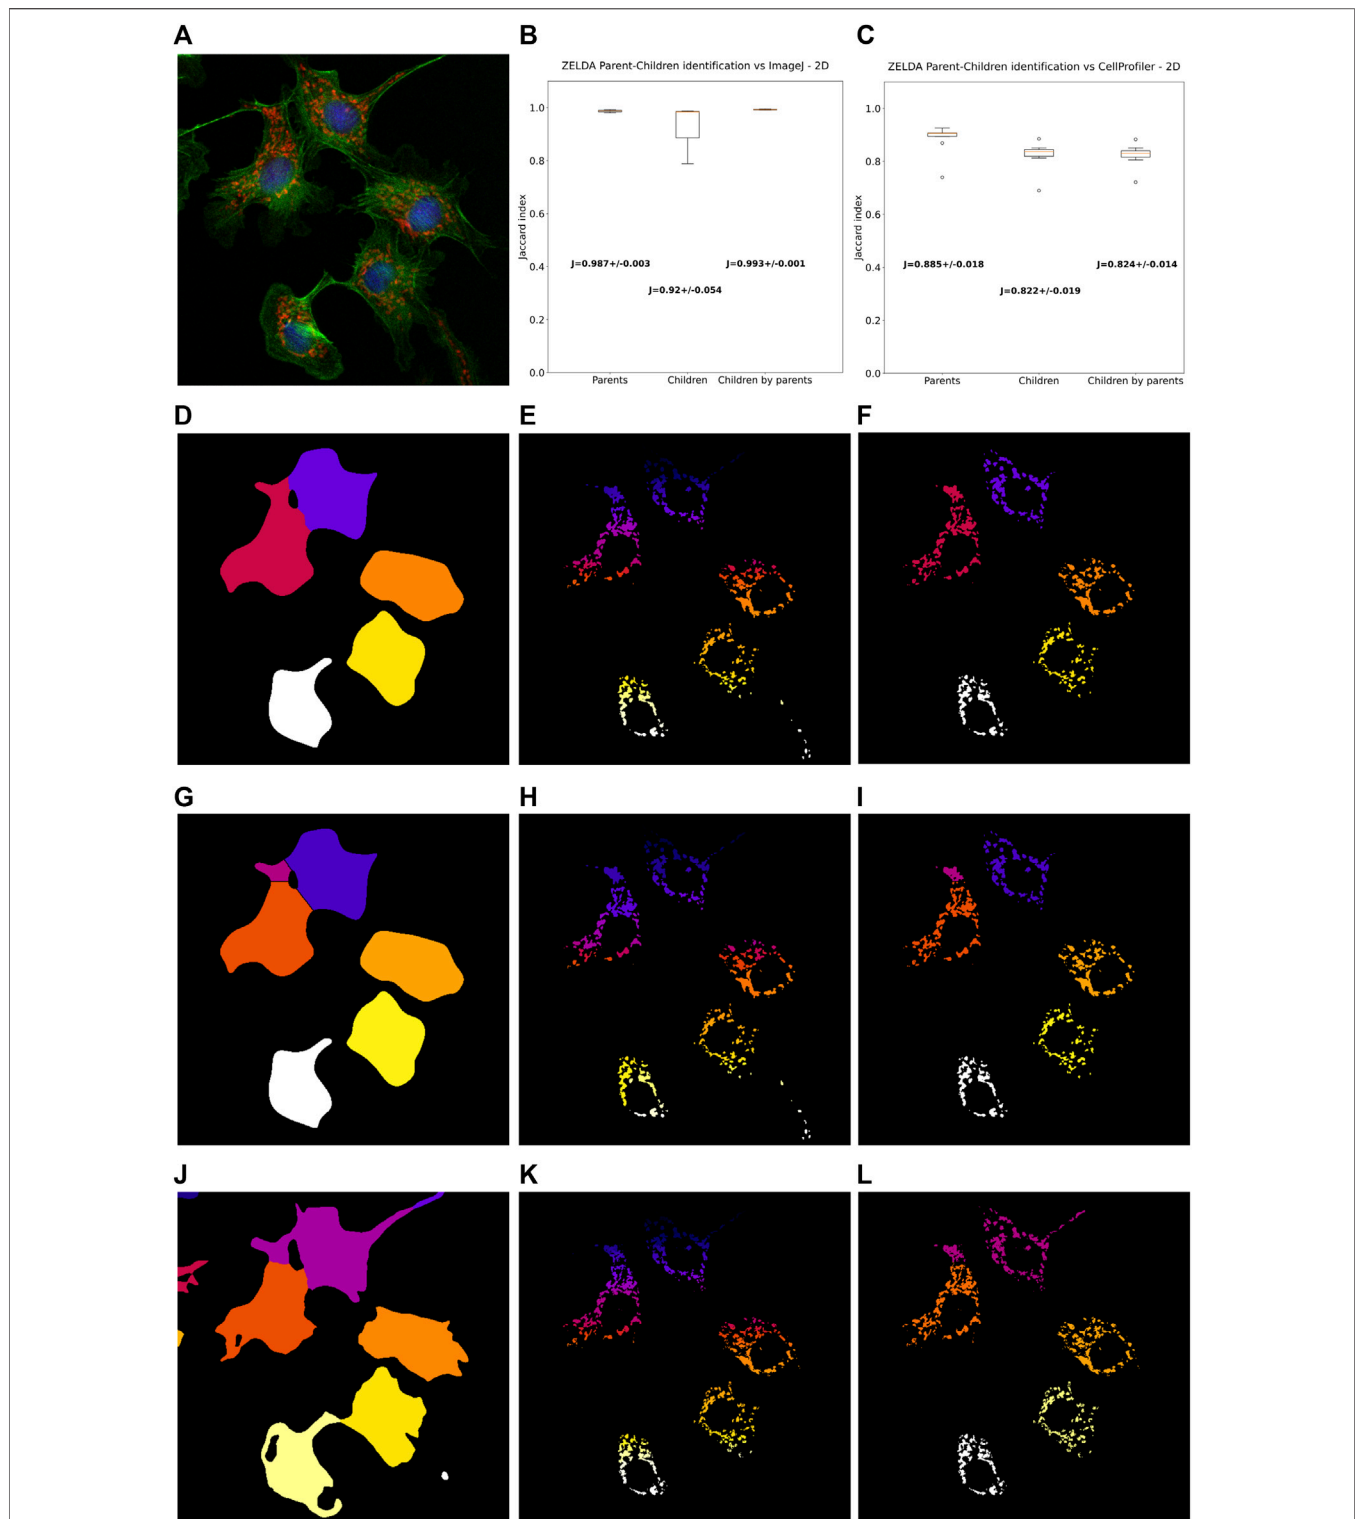 A
B
C
ZELDA Parent-Children identification vs ImageJ - 2D
1.0
0.8
0.6
0.4
0.2
0.0
Jaccard index
J=0.987+/-0.003
J=0.92+/-0.054
J=0.993+/-0.001
Parents
Children
Children by parents
ZELDA Parent-Children identification vs CellProfiler - 2D
1.0
0.8
0.6
0.4
0.2
0.0
Jaccard index
J=0.885+/-0.018
J=0.822+/-0.019
J=0.824+/-0.014
Parents
Children
Children by parents
D
E
F
G
H
I
J
K
L